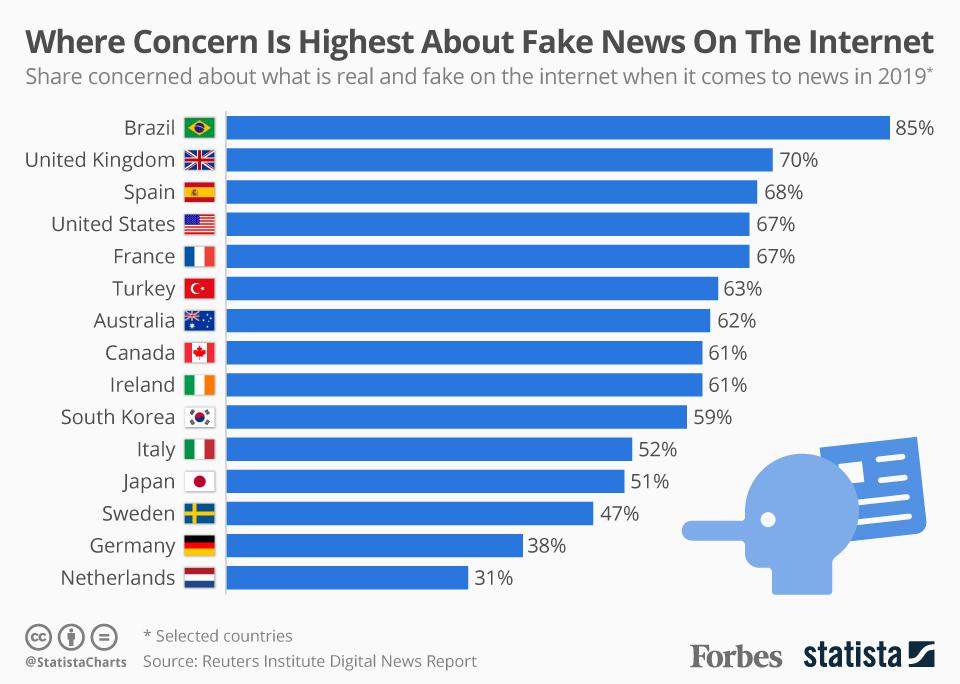 Where Concern Is Highest About Fake News On The Internet
Share concerned about what is real and fake on the internet when it comes to news in 2019*
Brazil 85%
United Kingdom 70%
Spain 68%
United States 67%
France 67%
Turkey 63%
Australia 62%
Canada 61%
Ireland 61%
South Korea 59%
Italy 52%
Japan 51%
Sweden 47%
Germany 38%
Netherlands 31%
cc
@StatistaCharts
* Selected countries
Source: Reuters Institute Digital News Report
Forbes statista